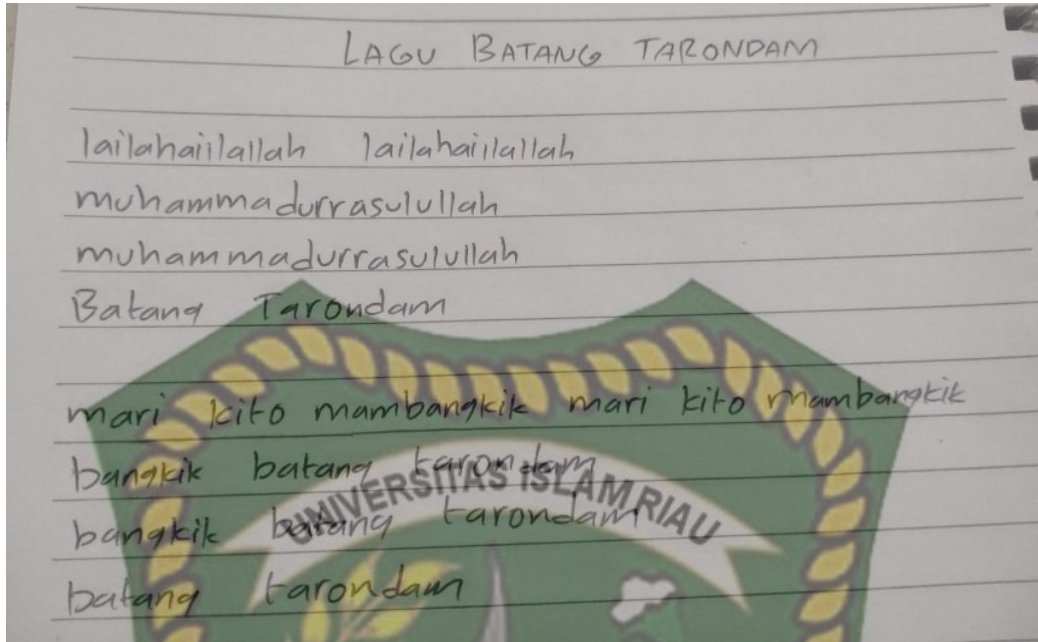 LAGU BATANG TARONDAM
lailahaiilallah lailahaiilallah
muhammadurrasulullah
muhammadurrasulullah
Batang Tarondam
mari kito mambangkik mari kito mambangkik
bangkik batang tarondam
UNIVERSITAS ISLAM RIAU
bangkik batang tarondam
batang tarondam